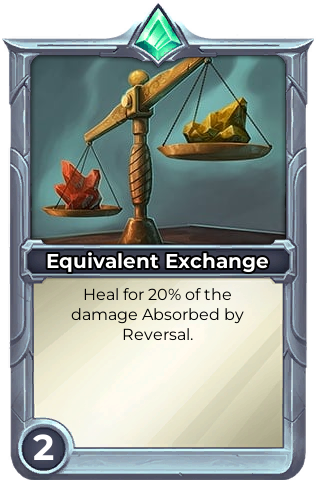 Equivalent Exchange
Heal for 20% of the
damage Absorbed by
Reversal.
2